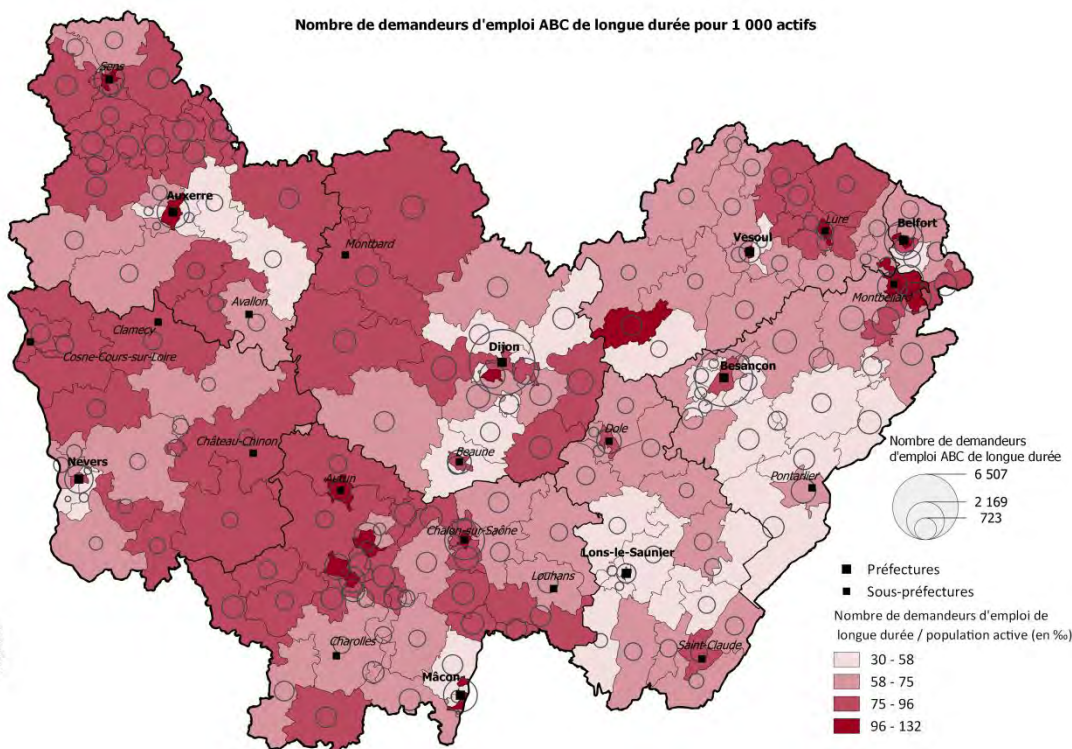 Nombre de demandeurs d'emploi ABC de longue durée pour 1 000 actifs
Sens
Auxerre
Montbard
Avallon
Clamecy
Cosne-Cours-sur-Loire
Château-Chinon
Nevers
Autun
Dijon
Beaune
Chalon-sur-Saône
Louhans
Charolles
Mâcon
Vesoul
Lure
Belfort
Montbéliard
Besançon
Dole
Pontarlier
Lons-le-Saunier
Saint-Claude
Nombre de demandeurs
d'emploi ABC de longue durée
6 507
2 169
723
Préfectures
Sous-préfectures
Nombre de demandeurs d'emploi de
longue durée / population active (en ‰)
30 - 58
58 - 75
75 - 96
96 - 132